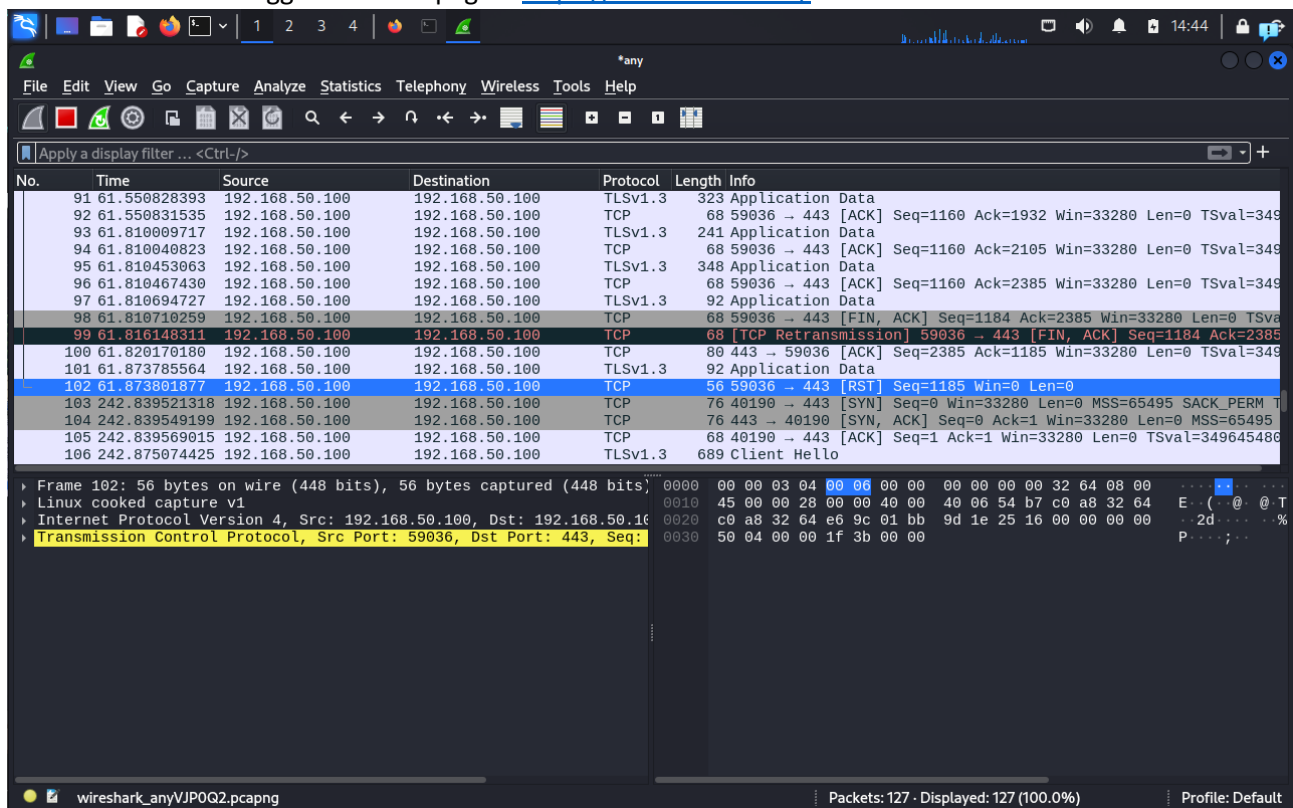 1 2 3 4 14:44
*any
File Edit View Go Capture Analyze Statistics Telephony Wireless Tools Help
Apply a display filter ... <Ctrl-/>
No. Time Source Destination Protocol Length Info
91 61.550828393 192.168.50.100 192.168.50.100 TLSv1.3 323 Application Data
92 61.550831535 192.168.50.100 192.168.50.100 TCP 68 59036 → 443 [ACK] Seq=1160 Ack=1932 Win=33280 Len=0 TSval=349
93 61.810009717 192.168.50.100 192.168.50.100 TLSv1.3 241 Application Data
94 61.810040823 192.168.50.100 192.168.50.100 TCP 68 59036 → 443 [ACK] Seq=1160 Ack=2105 Win=33280 Len=0 TSval=349
95 61.810453063 192.168.50.100 192.168.50.100 TLSv1.3 348 Application Data
96 61.810467430 192.168.50.100 192.168.50.100 TCP 68 59036 → 443 [ACK] Seq=1160 Ack=2385 Win=33280 Len=0 TSval=349
97 61.810694727 192.168.50.100 192.168.50.100 TLSv1.3 92 Application Data
98 61.810710259 192.168.50.100 192.168.50.100 TCP 68 59036 → 443 [FIN, ACK] Seq=1184 Ack=2385 Win=33280 Len=0 TSva
99 61.816148311 192.168.50.100 192.168.50.100 TCP 68 [TCP Retransmission] 59036 → 443 [FIN, ACK] Seq=1184 Ack=2385
100 61.820170180 192.168.50.100 192.168.50.100 TCP 80 443 → 59036 [ACK] Seq=2385 Ack=1185 Win=33280 Len=0 TSval=349
101 61.873785564 192.168.50.100 192.168.50.100 TLSv1.3 92 Application Data
102 61.873801877 192.168.50.100 192.168.50.100 TCP 56 59036 → 443 [RST] Seq=1185 Win=0 Len=0
103 242.839521318 192.168.50.100 192.168.50.100 TCP 76 40190 → 443 [SYN] Seq=0 Win=33280 Len=0 MSS=65495 SACK_PERM T
104 242.839549199 192.168.50.100 192.168.50.100 TCP 76 443 → 40190 [SYN, ACK] Seq=0 Ack=1 Win=33280 Len=0 MSS=65495
105 242.839569015 192.168.50.100 192.168.50.100 TCP 68 40190 → 443 [ACK] Seq=1 Ack=1 Win=33280 Len=0 TSval=349645480
106 242.875074425 192.168.50.100 192.168.50.100 TLSv1.3 689 Client Hello
Frame 102: 56 bytes on wire (448 bits), 56 bytes captured (448 bits)
Linux cooked capture v1
Internet Protocol Version 4, Src: 192.168.50.100, Dst: 192.168.50.10
Transmission Control Protocol, Src Port: 59036, Dst Port: 443, Seq:
0000 00 00 03 04 00 06 00 00 00 00 00 00 32 64 08 00 ········ ···
0010 45 00 00 28 00 00 40 00 40 06 54 b7 c0 a8 32 64 E··(··@· @·T
0020 c0 a8 32 64 e6 9c 01 bb 9d 1e 25 16 00 00 00 00 ··2d···· ··%
0030 50 04 00 00 1f 3b 00 00 P····;··
wireshark_anyVJP0Q2.pcapng Packets: 127 · Displayed: 127 (100.0%) Profile: Default